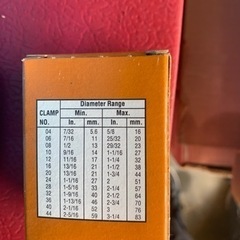 Diameter Range
CLAMP Min. Max.
NO. In. mm. In. mm.
04 7/32 5.6 5/8 16
06 7/16 11 25/32 20
08 1/2 13 29/32 23
10 9/16 14 1-1/16 27
12 11/16 17 1-1/4 32
16 13/16 21 1-1/2 38
20 13/16 21 1-3/4 44
24 1-1/16 27 2 51
28 1-5/16 33 2-1/4 57
32 1-9/16 40 2-1/2 64
36 1-13/16 46 2-3/4 70
40 2-1/16 52 3 76
44 2-5/16 59 3-1/4 83